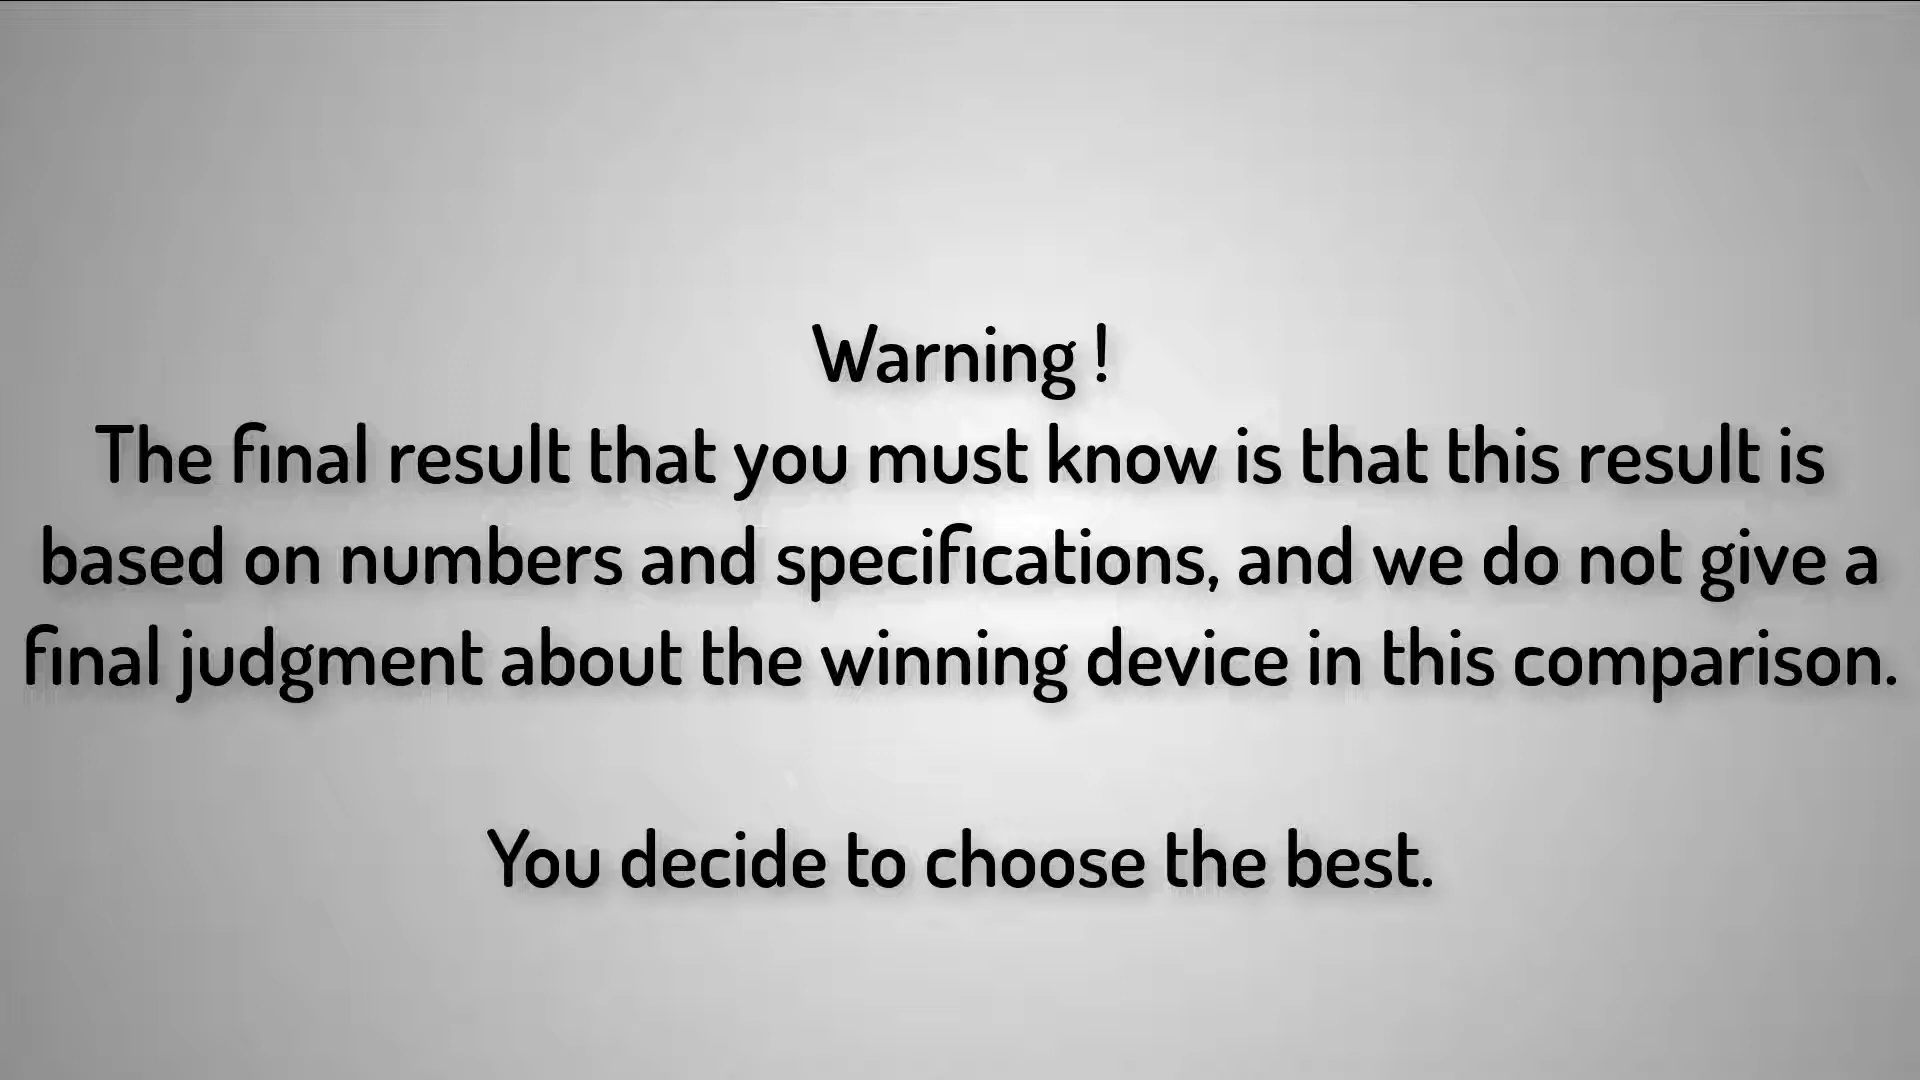 Warning !
The final result that you must know is that this result is
based on numbers and specifications, and we do not give a
final judgment about the winning device in this comparison.
You decide to choose the best.